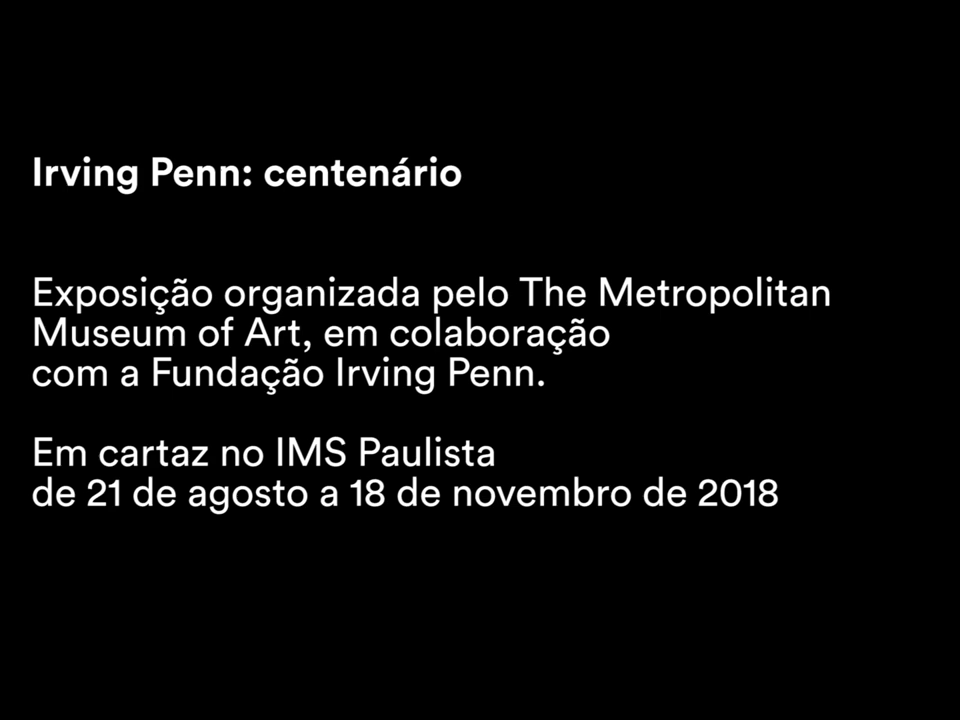 Irving Penn: centenário
Exposição organizada pelo The Metropolitan
Museum of Art, em colaboração
com a Fundação Irving Penn.
Em cartaz no IMS Paulista
de 21 de agosto a 18 de novembro de 2018